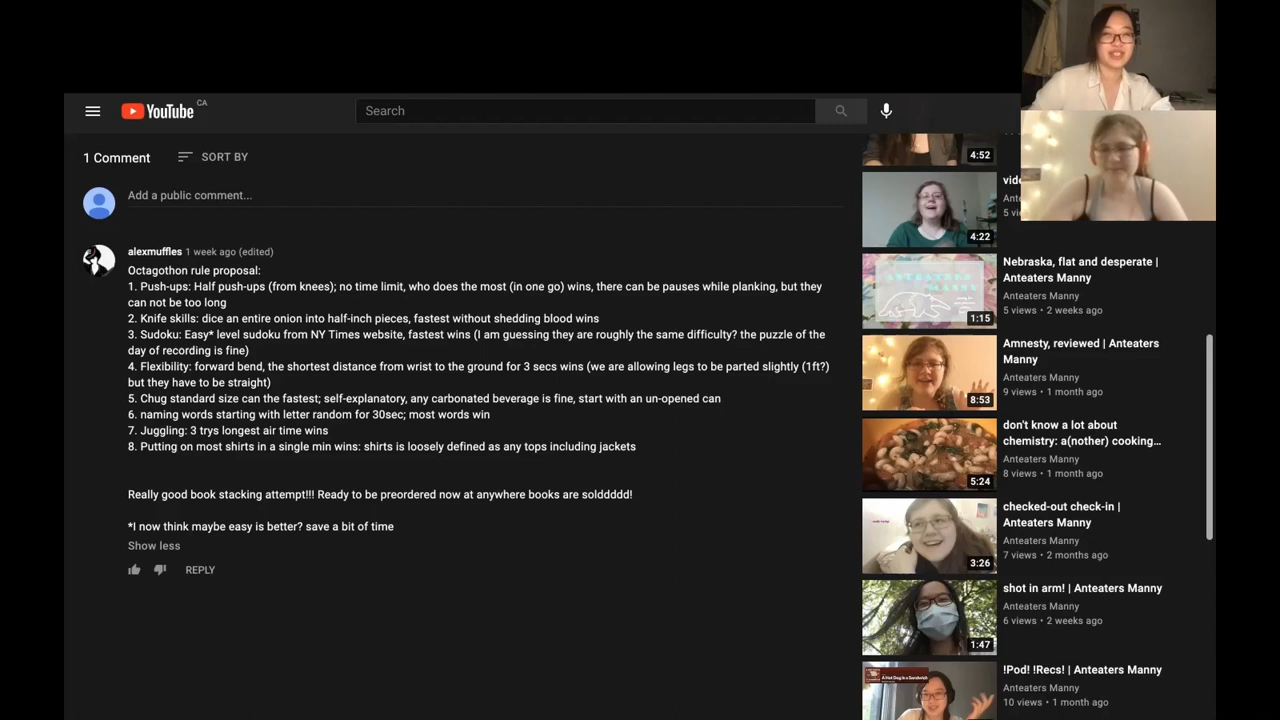 YouTube CA
Search
1 Comment
SORT BY
Add a public comment...
alexmuffles 1 week ago (edited)
Octagothon rule proposal:
1. Push-ups: Half push-ups (from knees); no time limit, who does the most (in one go) wins, there can be pauses while planking, but they
can not be too long
2. Knife skills: dice an entire onion into half-inch pieces, fastest without shedding blood wins
3. Sudoku: Easy* level sudoku from NY Times website, fastest wins (I am guessing they are roughly the same difficulty? the puzzle of the
day of recording is fine)
4. Flexibility: forward bend, the shortest distance from wrist to the ground for 3 secs wins (we are allowing legs to be parted slightly (1ft?)
but they have to be straight)
5. Chug standard size can the fastest; self-explanatory, any carbonated beverage is fine, start with an un-opened can
6. naming words starting with letter random for 30sec; most words win
7. Juggling: 3 trys longest air time wins
8. Putting on most shirts in a single min wins: shirts is loosely defined as any tops including jackets
Really good book stacking attempt!!! Ready to be preordered now at anywhere books are solddddd!
*I now think maybe easy is better? save a bit of time
Show less
REPLY
4:52
4:22
ANTEATERS
MANNY
1:15
Nebraska, flat and desperate |
Anteaters Manny
Anteaters Manny
5 views • 2 weeks ago
8:53
Amnesty, reviewed | Anteaters
Manny
Anteaters Manny
9 views • 1 month ago
5:24
don't know a lot about
chemistry: a(nother) cooking...
Anteaters Manny
8 views • 1 month ago
3:26
checked-out check-in |
Anteaters Manny
Anteaters Manny
7 views • 2 months ago
1:47
shot in arm! | Anteaters Manny
Anteaters Manny
6 views • 2 weeks ago
A Hot Dog is a Sandwich
!Pod! !Recs! | Anteaters Manny
Anteaters Manny
10 views • 1 month ago